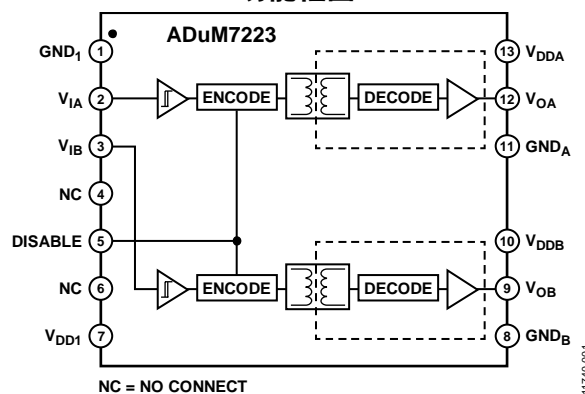 ADuM7223
GND1 1
VIA 2
VIB 3
NC 4
DISABLE 5
NC 6
VDD1 7
ENCODE
DECODE
ENCODE
DECODE
13 VDDA
12 VOA
11 GNDA
10 VDDB
9 VOB
8 GNDB
NC = NO CONNECT